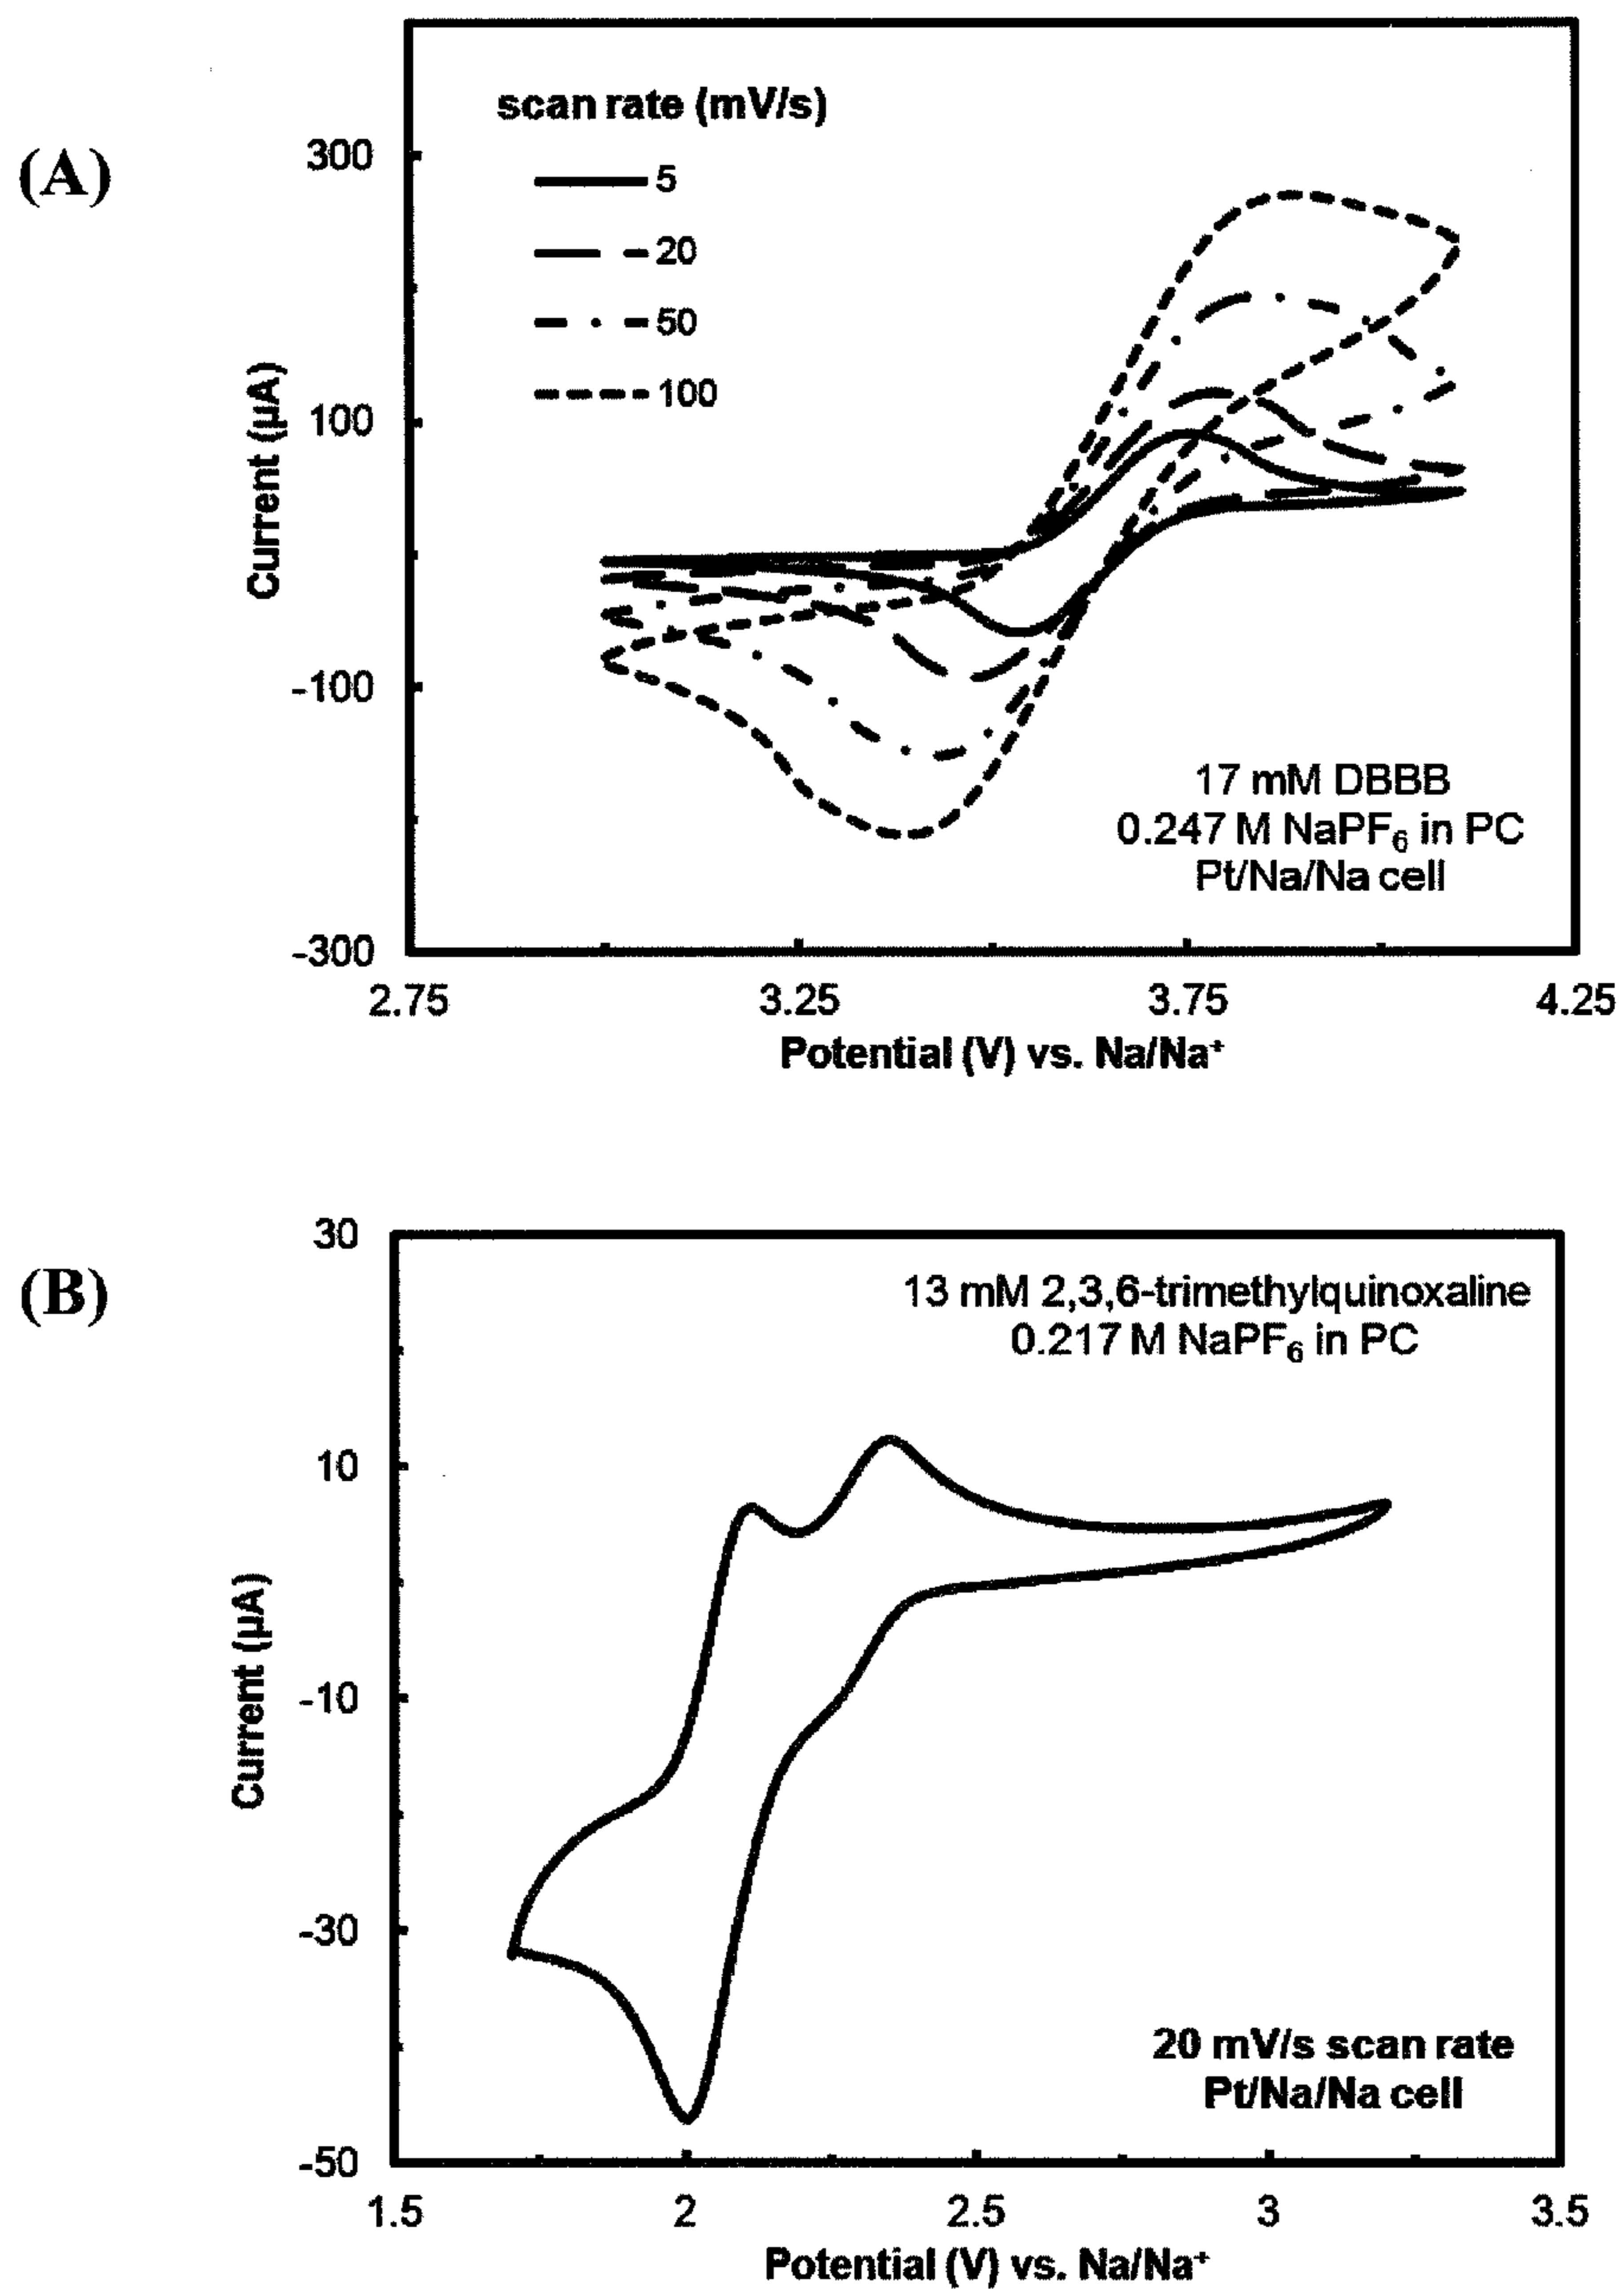 (A)
scan rate (mV/s)
5
20
50
100
300
100
-100
-300
Current (µA)
17 mM DBBB
0.247 M NaPF₆ in PC
Pt/Na/Na cell
2.75 3.25 3.75 4.25
Potential (V) vs. Na/Na⁺
(B)
30
10
-10
-30
-50
Current (µA)
13 mM 2,3,6-trimethylquinoxaline
0.217 M NaPF₆ in PC
20 mV/s scan rate
Pt/Na/Na cell
1.5 2 2.5 3 3.5
Potential (V) vs. Na/Na⁺